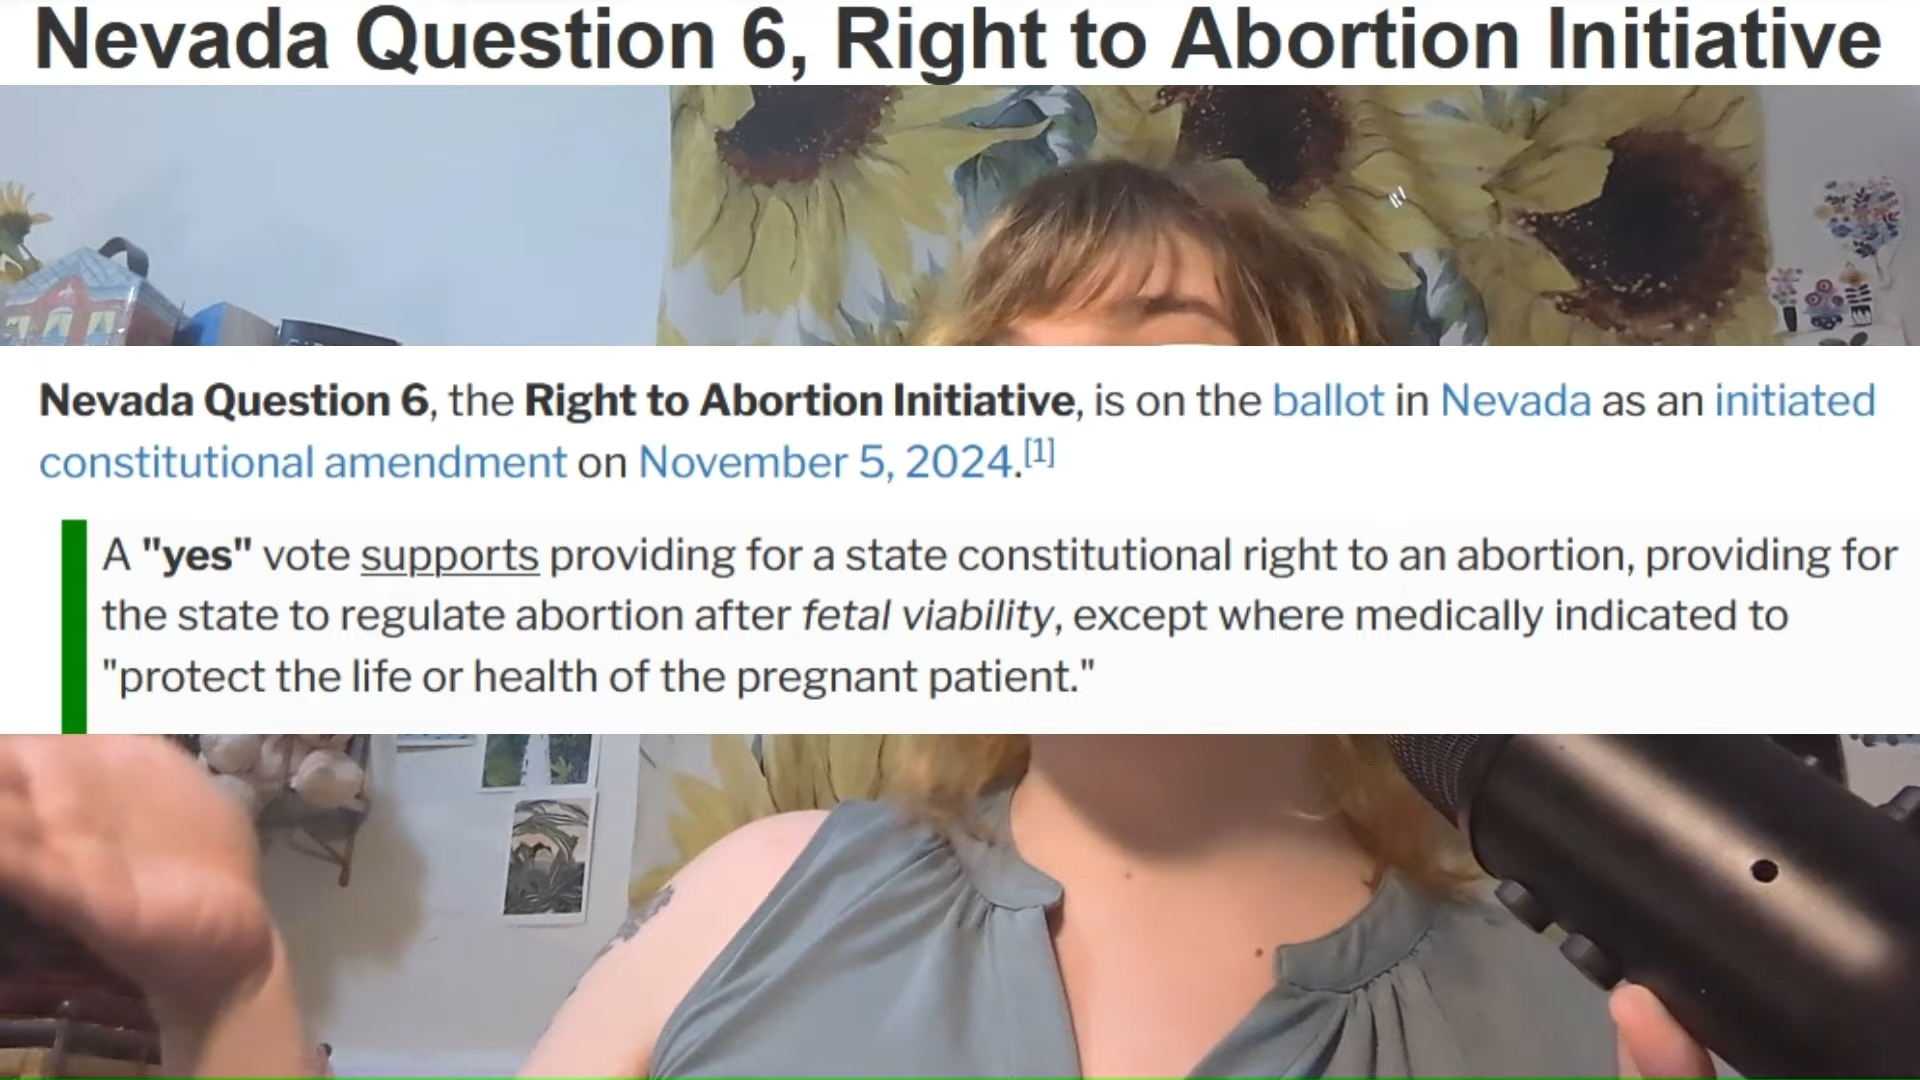 Nevada Question 6, Right to Abortion Initiative
Nevada Question 6, the Right to Abortion Initiative, is on the ballot in Nevada as an initiated
constitutional amendment on November 5, 2024.[1]
A "yes" vote supports providing for a state constitutional right to an abortion, providing for
the state to regulate abortion after fetal viability, except where medically indicated to
"protect the life or health of the pregnant patient."